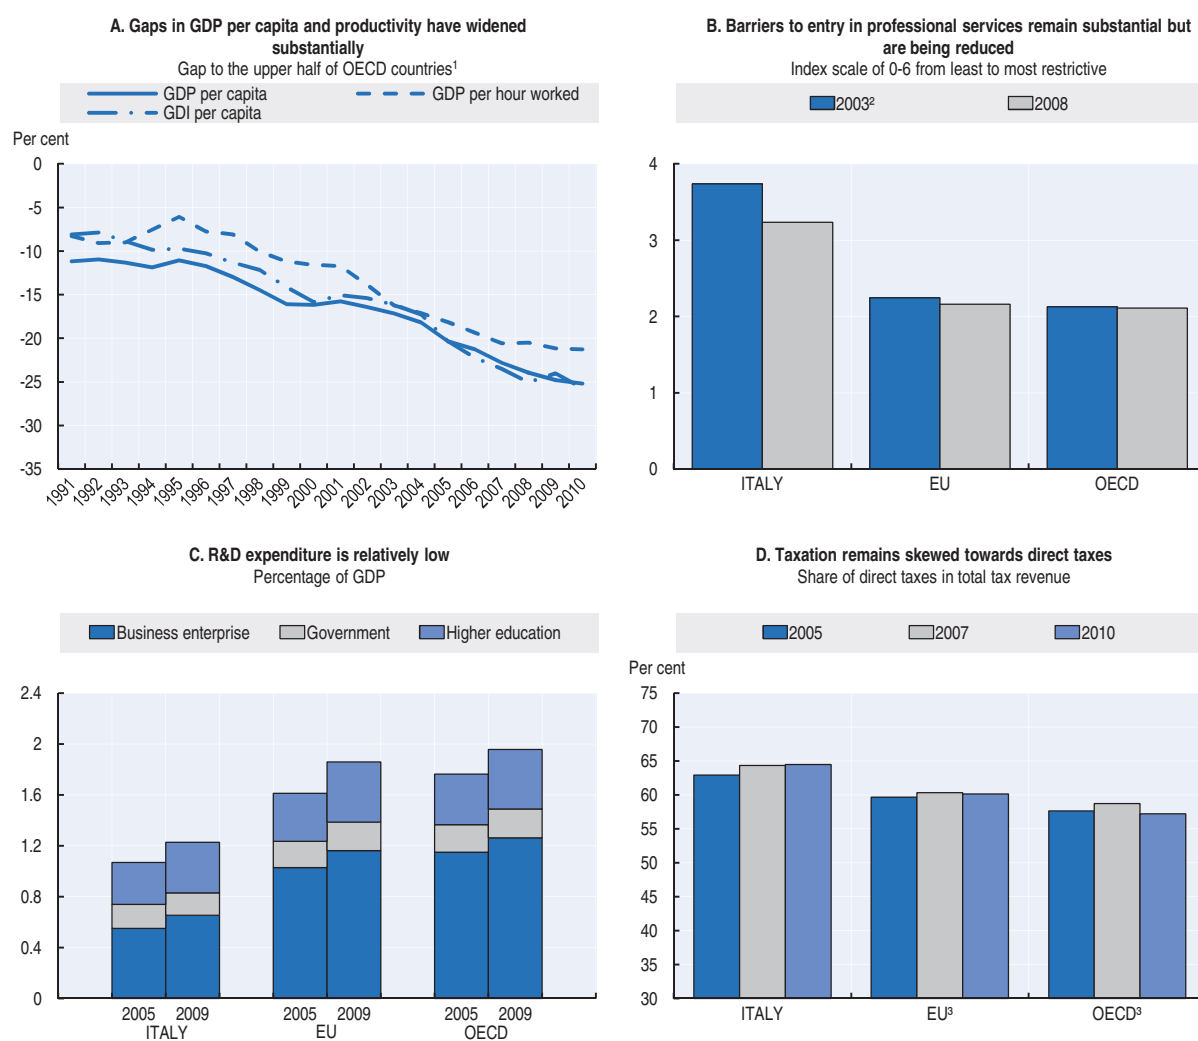 A. Gaps in GDP per capita and productivity have widened
substantially
Gap to the upper half of OECD countries¹
GDP per capita
GDP per hour worked
GDI per capita
Per cent
0
-5
-10
-15
-20
-25
-30
-35
1991 1992 1993 1994 1995 1996 1997 1998 1999 2000 2001 2002 2003 2004 2005 2006 2007 2008 2009 2010
B. Barriers to entry in professional services remain substantial but
are being reduced
Index scale of 0-6 from least to most restrictive
2003² 2008
4
3
2
1
0
ITALY EU OECD
C. R&D expenditure is relatively low
Percentage of GDP
Business enterprise Government Higher education
2.4
2
1.6
1.2
0.8
0.4
0
2005 2009 2005 2009 2005 2009
ITALY EU OECD
D. Taxation remains skewed towards direct taxes
Share of direct taxes in total tax revenue
2005 2007 2010
Per cent
75
70
65
60
55
50
45
40
35
30
ITALY EU³ OECD³